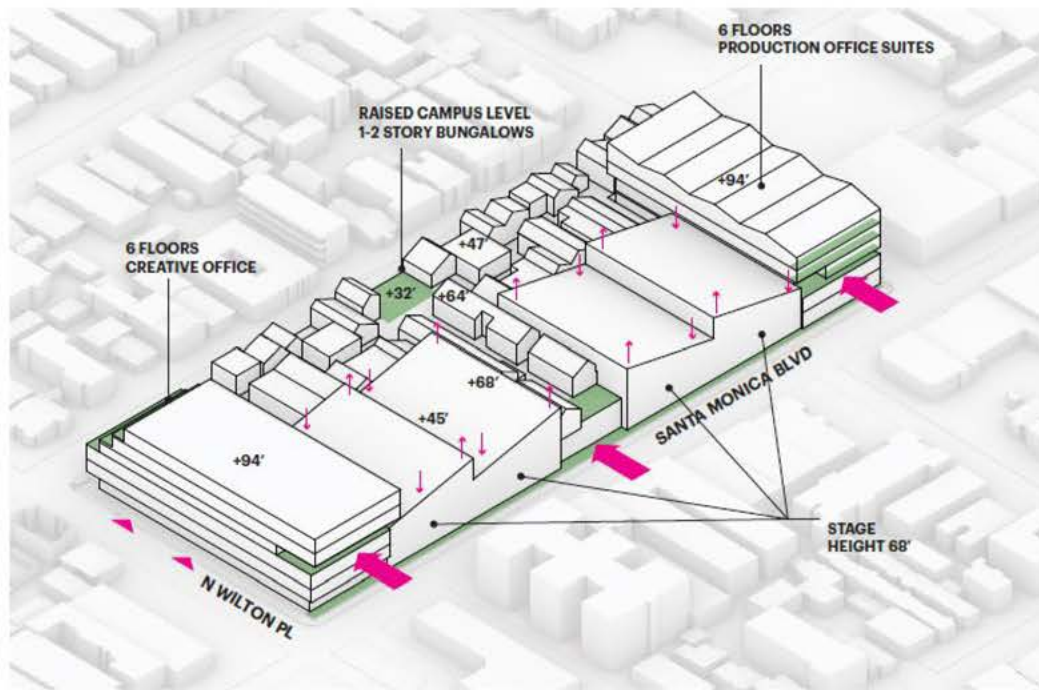 6 FLOORS
PRODUCTION OFFICE SUITES
RAISED CAMPUS LEVEL
1-2 STORY BUNGALOWS
+94'
6 FLOORS
CREATIVE OFFICE
+47'
+32'
+64'
+68'
+45'
SANTA MONICA BLVD
+94'
STAGE
HEIGHT 68'
N WILTON PL